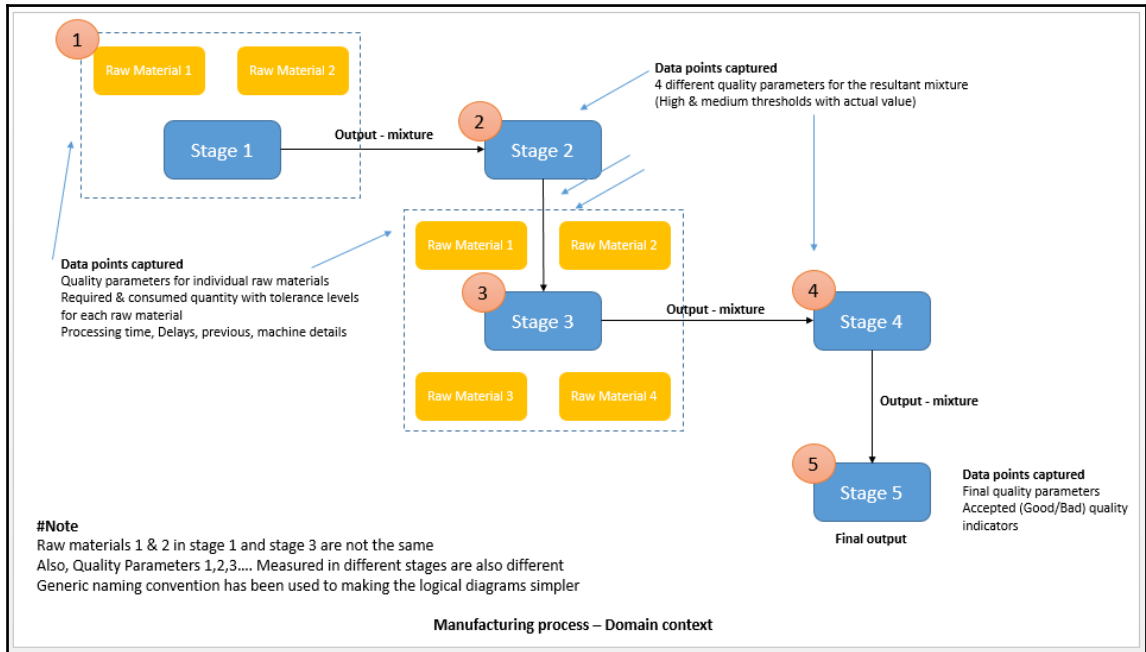 1
Raw Material 1
Raw Material 2
Stage 1
Output - mixture
2
Stage 2
Data points captured
4 different quality parameters for the resultant mixture
(High & medium thresholds with actual value)
Data points captured
Quality parameters for individual raw materials
Required & consumed quantity with tolerance levels
for each raw material
Processing time, Delays, previous, machine details
Raw Material 1
Raw Material 2
3
Stage 3
Output - mixture
4
Stage 4
Raw Material 3
Raw Material 4
Output - mixture
5
Stage 5
Final output
Data points captured
Final quality parameters
Accepted (Good/Bad) quality
indicators
#Note
Raw materials 1 & 2 in stage 1 and stage 3 are not the same
Also, Quality Parameters 1,2,3.... Measured in different stages are also different
Generic naming convention has been used to making the logical diagrams simpler
Manufacturing process – Domain context